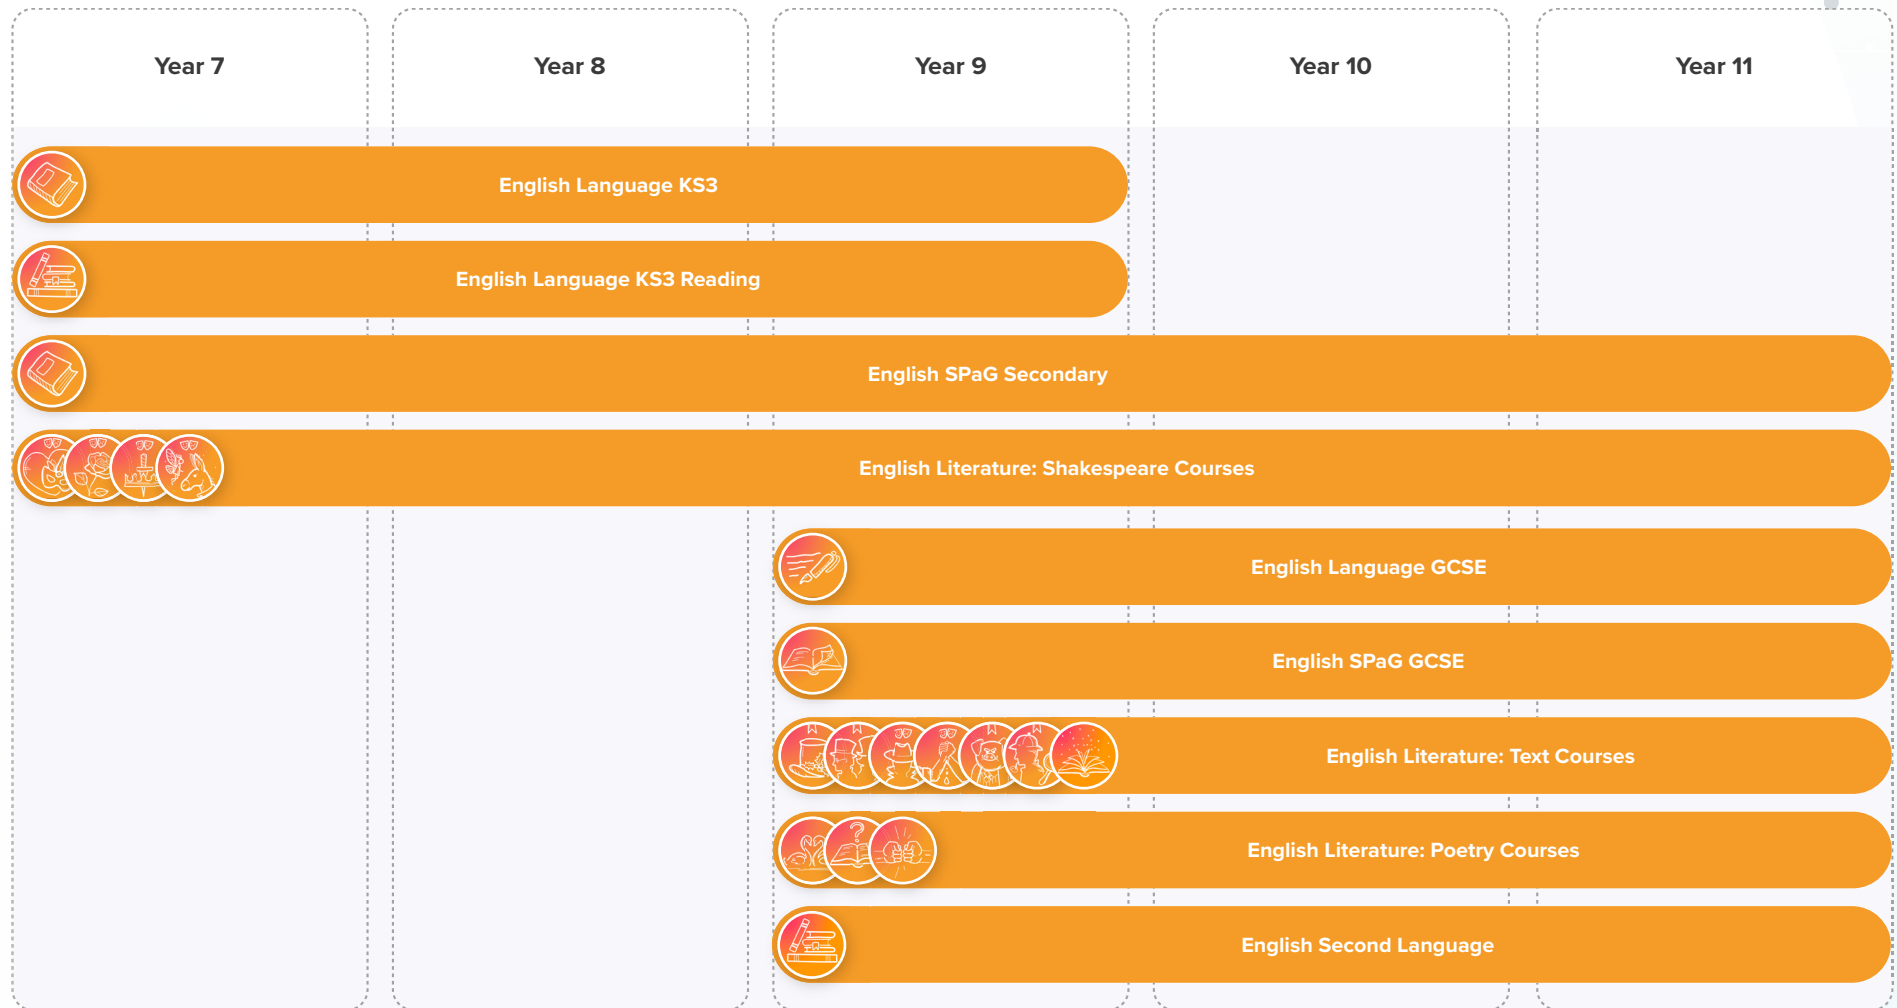 Year 7
Year 8
Year 9
Year 10
Year 11
English Language KS3
English Language KS3 Reading
English SPaG Secondary
English Literature: Shakespeare Courses
English Language GCSE
English SPaG GCSE
English Literature: Text Courses
English Literature: Poetry Courses
English Second Language